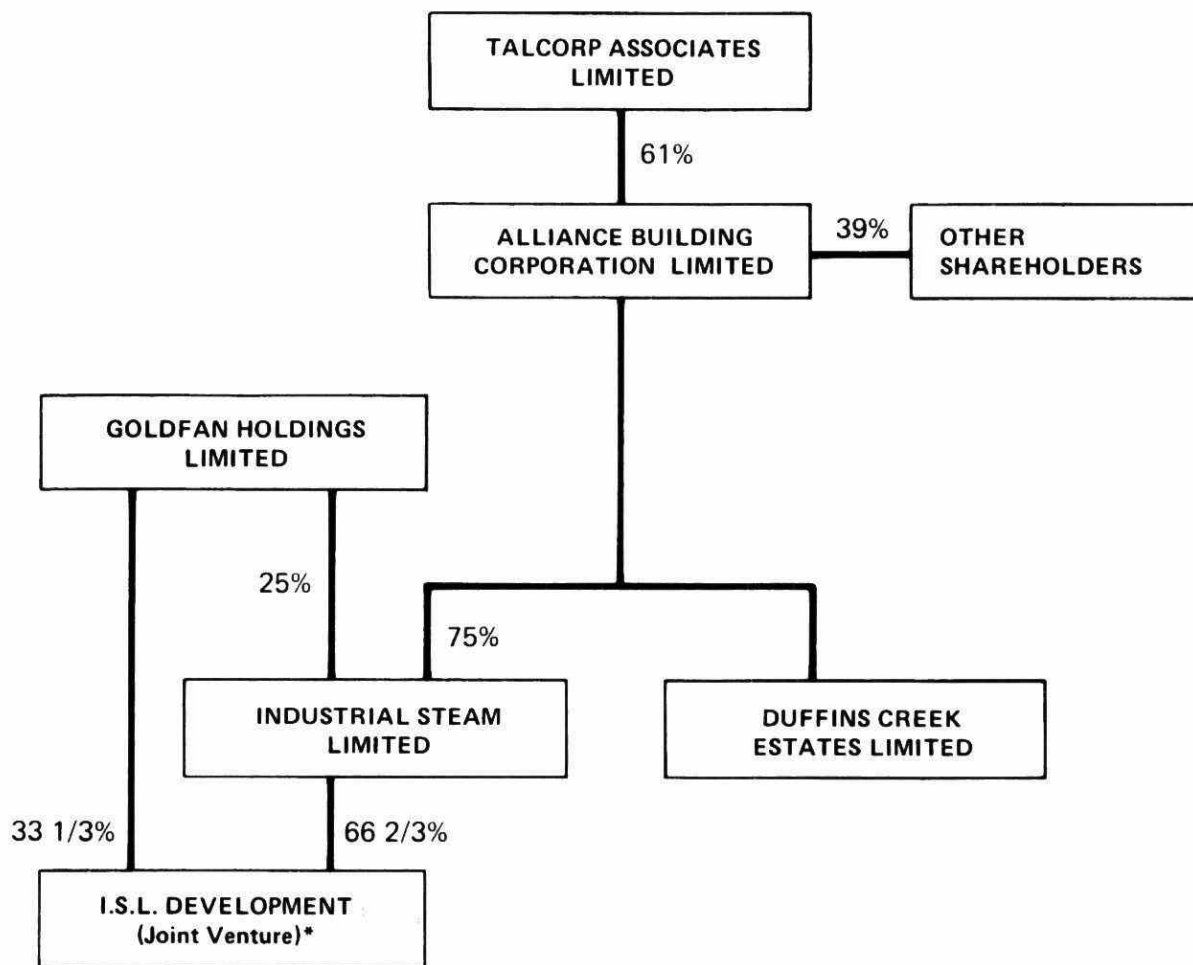 TALCORP ASSOCIATES
LIMITED
61%
ALLIANCE BUILDING
CORPORATION LIMITED
39%
OTHER
SHAREHOLDERS
GOLDFAN HOLDINGS
LIMITED
25%
75%
INDUSTRIAL STEAM
LIMITED
DUFFINS CREEK
ESTATES LIMITED
33 1/3%
66 2/3%
I.S.L. DEVELOPMENT
(Joint Venture)*